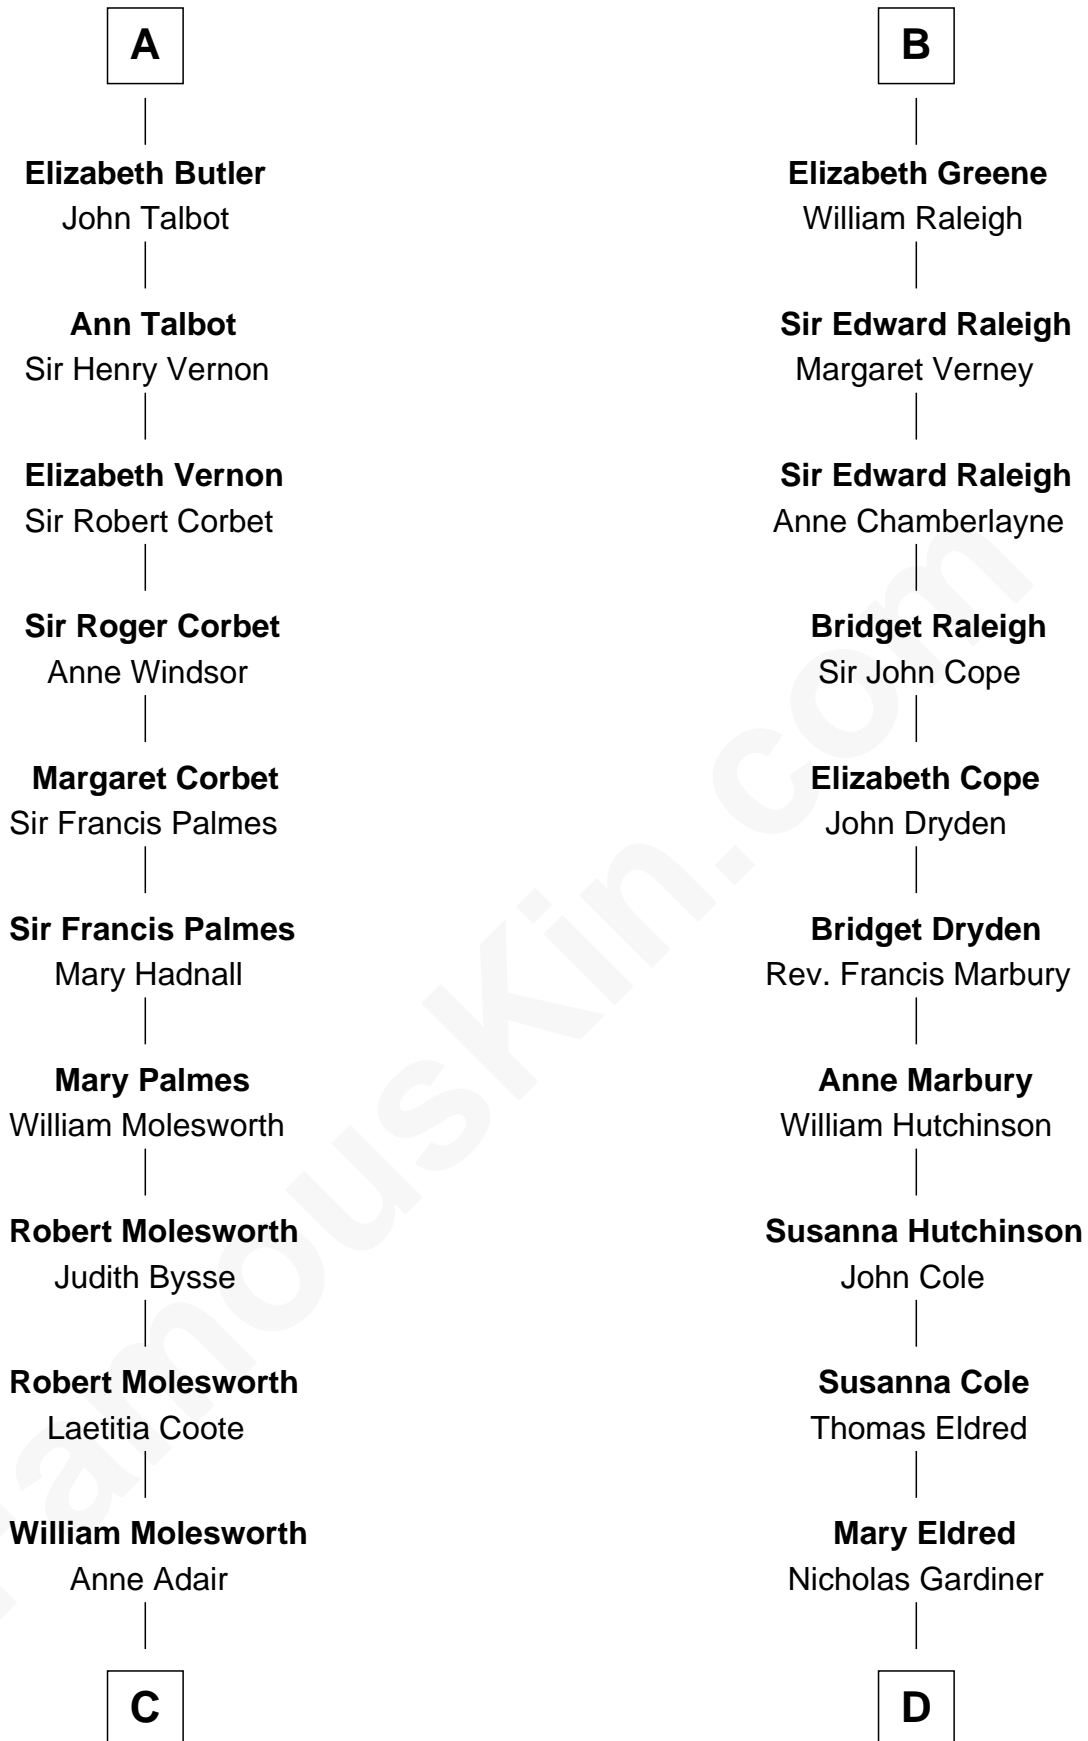 A
Elizabeth Butler
John Talbot
Ann Talbot
Sir Henry Vernon
Elizabeth Vernon
Sir Robert Corbet
Sir Roger Corbet
Anne Windsor
Margaret Corbet
Sir Francis Palmes
Sir Francis Palmes
Mary Hadnall
Mary Palmes
William Molesworth
Robert Molesworth
Judith Bysse
Robert Molesworth
Laetitia Coote
William Molesworth
Anne Adair
C
B
Elizabeth Greene
William Raleigh
Sir Edward Raleigh
Margaret Verney
Sir Edward Raleigh
Anne Chamberlayne
Bridget Raleigh
Sir John Cope
Elizabeth Cope
John Dryden
Bridget Dryden
Rev. Francis Marbury
Anne Marbury
William Hutchinson
Susanna Hutchinson
John Cole
Susanna Cole
Thomas Eldred
Mary Eldred
Nicholas Gardiner
D
FamousKin.com